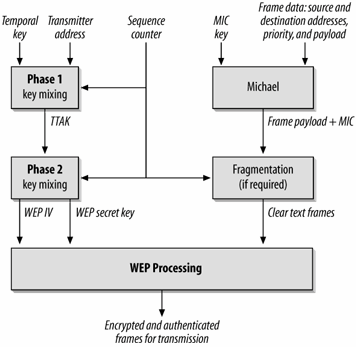 Temporal
key
Transmitter
address
Sequence
counter
MIC
key
Frame data: source and
destination addresses,
priority, and payload
Phase 1
key mixing
Michael
TTAK
Frame payload + MIC
Phase 2
key mixing
Fragmentation
(if required)
WEP IV
WEP secret key
Clear text frames
WEP Processing
Encrypted and authenticated
frames for transmission